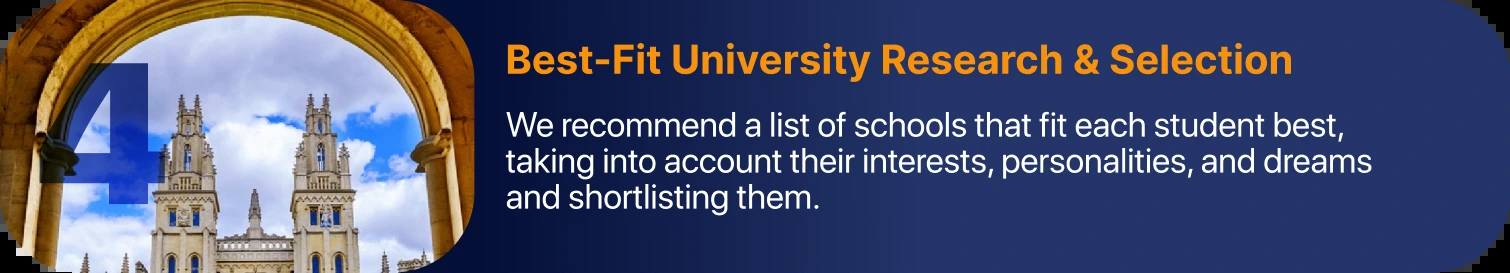 4
Best-Fit University Research & Selection
We recommend a list of schools that fit each student best,
taking into account their interests, personalities, and dreams
and shortlisting them.